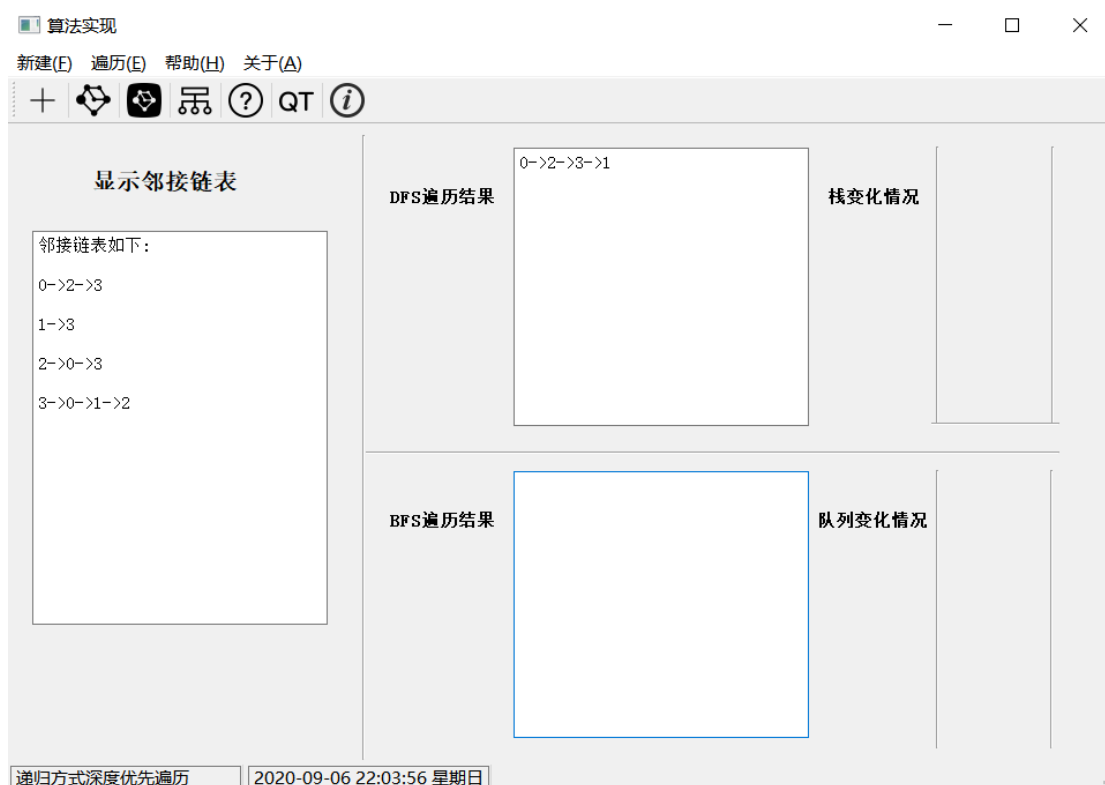 算法实现
新建(F) 遍历(E) 帮助(H) 关于(A)
QT
显示邻接链表
邻接链表如下:
0->2->3
1->3
2->0->3
3->0->1->2
DFS遍历结果
0->2->3->1
栈变化情况
BFS遍历结果
队列变化情况
递归方式深度优先遍历
2020-09-06 22:03:56 星期日